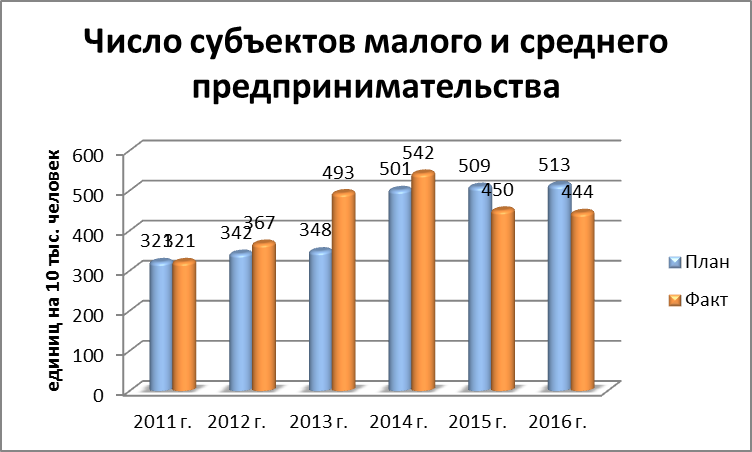 Число субъектов малого и среднего
предпринимательства
единиц на 10 тыс. человек
600
500
400
300
200
100
0
321
321
342
367
348
493
501
542
509
450
513
444
2011 г.
2012 г.
2013 г.
2014 г.
2015 г.
2016 г.
План
Факт